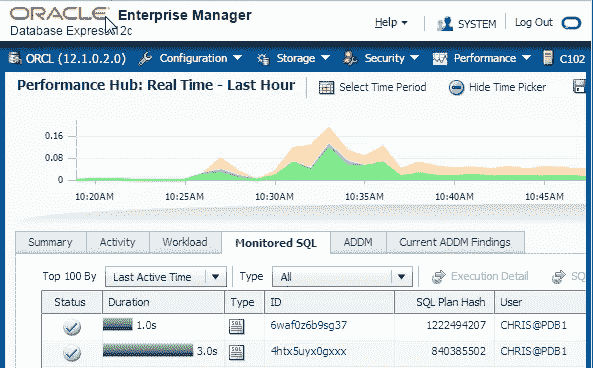 ORACLE Enterprise Manager
Database Express 12c
Help SYSTEM Log Out
ORCL (12.1.0.2.0) Configuration Storage Security Performance C102
Performance Hub: Real Time - Last Hour Select Time Period Hide Time Picker
0.16
0.08
0
10:20AM 10:25AM 10:30AM 10:35AM 10:40AM 10:45AM
Summary Activity Workload Monitored SQL ADDM Current ADDM Findings
Top 100 By Last Active Time Type All Execution Detail SQ
Status Duration Type ID SQL Plan Hash User
1.0s SQL 6waf0z6b9sg37 1222494207 CHRIS@PDB1
3.0s SQL 4htx5uyx0gxxx 840385502 CHRIS@PDB1